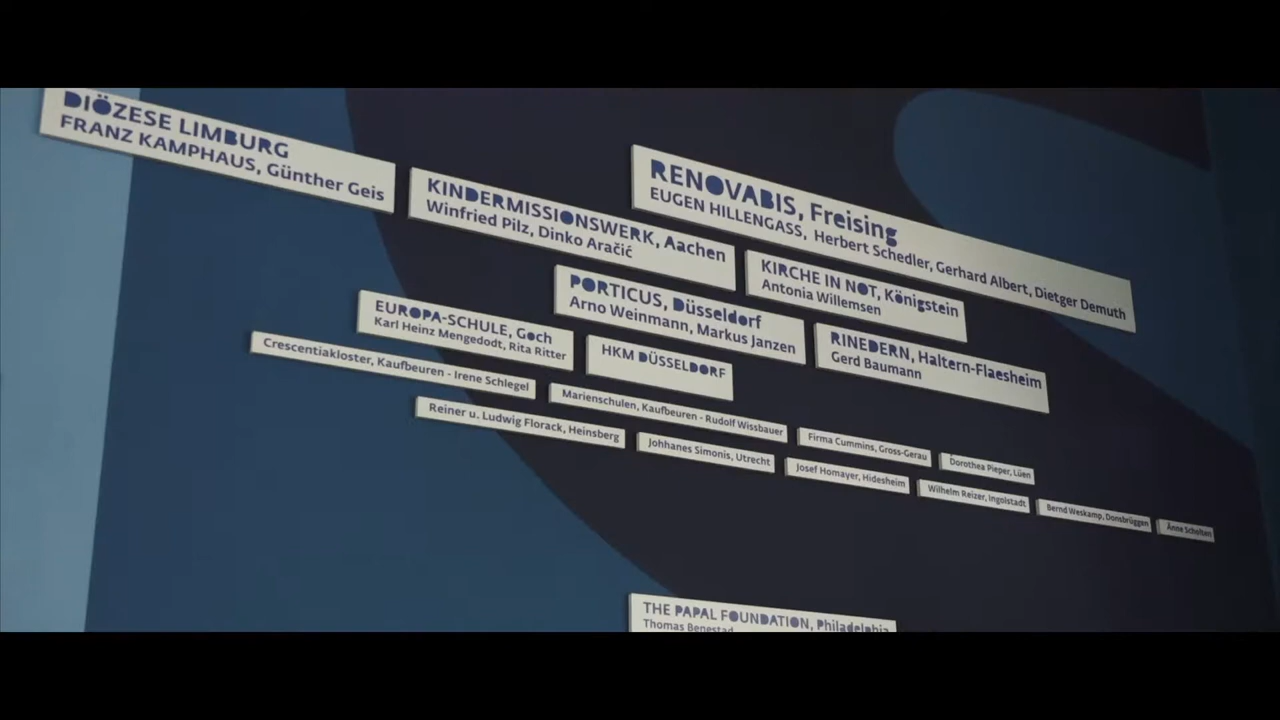 DIÖZESE LIMBURG
FRANZ KAMPHAUS, Günther Geis
RENOVABIS, Freising
EUGEN HILLENGASS, Herbert Schedler, Gerhard Albert, Dietger Demuth
KINDERMISSIONSWERK, Aachen
Winfried Pilz, Dinko Aračić
KIRCHE IN NOT, Königstein
Antonia Willemsen
PORTICUS, Düsseldorf
Arno Weinmann, Markus Janzen
EUROPA-SCHULE, Goch
Karl Heinz Mengedodt, Rita Ritter
HKM DÜSSELDORF
RINEDERN, Haltern-Flaesheim
Gerd Baumann
Crescentiakloster, Kaufbeuren - Irene Schlegel
Marienschulen, Kaufbeuren - Rudolf Wissbauer
Firma Cummins, Gross-Gerau
Dorothea Pieper, Lüen
Reiner u. Ludwig Florack, Heinsberg
Johhanes Simonis, Utrecht
Josef Homayer, Hidesheim
Wilhelm Reizer, Ingolstadt
Bernd Weskamp, Donsbrüggen
Änne Scholten
THE PAPAL FOUNDATION, Philadelphia
Thomas Benestad